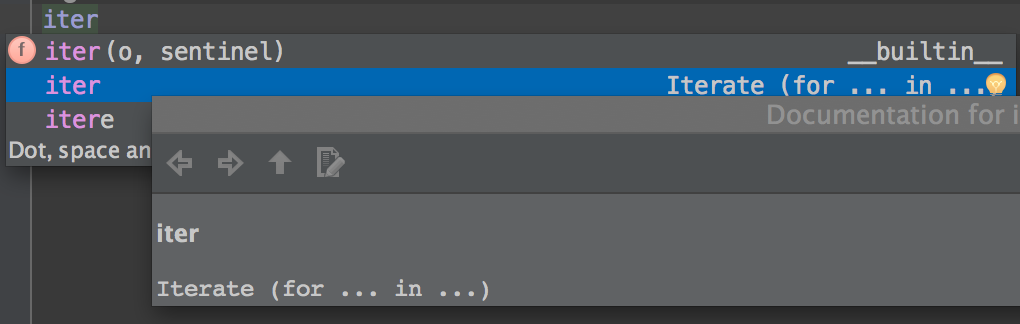 iter
f iter(o, sentinel) __builtin__
iter Iterate (for ... in ...
itere
Documentation for i
Dot, space an
iter
Iterate (for ... in ...)